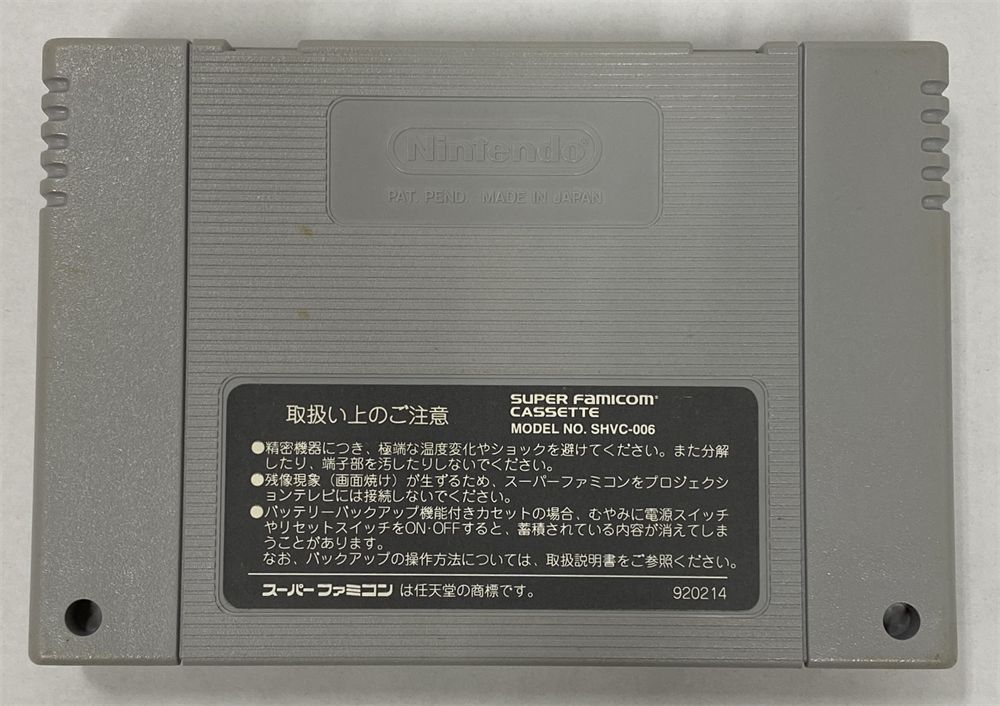 Nintendo®
PAT. PEND. MADE IN JAPAN
取扱い上のご注意
SUPER FAMICOM®
CASSETTE
MODEL NO. SHVC-006
●精密機器につき、極端な温度変化やショックを避けてください。また分解
したり、端子部を汚したりしないでください。
●残像現象（画面焼け）が生ずるため、スーパーファミコンをプロジェクシ
ョンテレビには接続しないでください。
●バッテリーバックアップ機能付きカセットの場合、むやみに電源スイッチ
やリセットスイッチをON·OFFすると、蓄積されている内容が消えてしま
うことがあります。
なお、バックアップの操作方法については、取扱説明書をご参照ください。
スーパーファミコン は任天堂の商標です。
920214